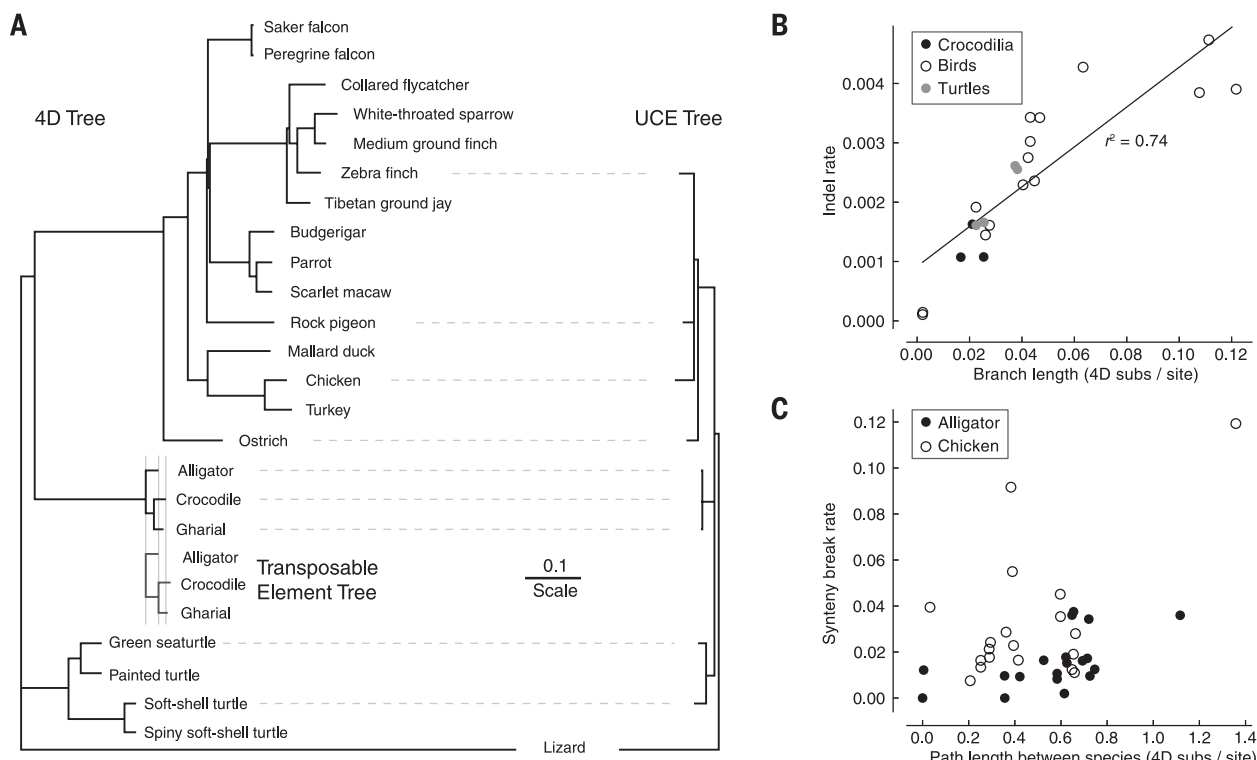 A
4D Tree
UCE Tree
Saker falcon
Peregrine falcon
Collared flycatcher
White-throated sparrow
Medium ground finch
Zebra finch
Tibetan ground jay
Budgerigar
Parrot
Scarlet macaw
Rock pigeon
Mallard duck
Chicken
Turkey
Ostrich
Alligator
Crocodile
Gharial
Alligator
Crocodile
Gharial
Transposable
Element Tree
0.1
Scale
Green seaturtle
Painted turtle
Soft-shell turtle
Spiny soft-shell turtle
Lizard
B
Crocodilia
Birds
Turtles
r² = 0.74
Indel rate
0.004
0.003
0.002
0.001
0.000
0.00 0.02 0.04 0.06 0.08 0.10 0.12
Branch length (4D subs / site)
C
Alligator
Chicken
Synteny break rate
0.12
0.10
0.08
0.06
0.04
0.02
0.00
0.0 0.2 0.4 0.6 0.8 1.0 1.2 1.4
Path length between species (4D subs / site)